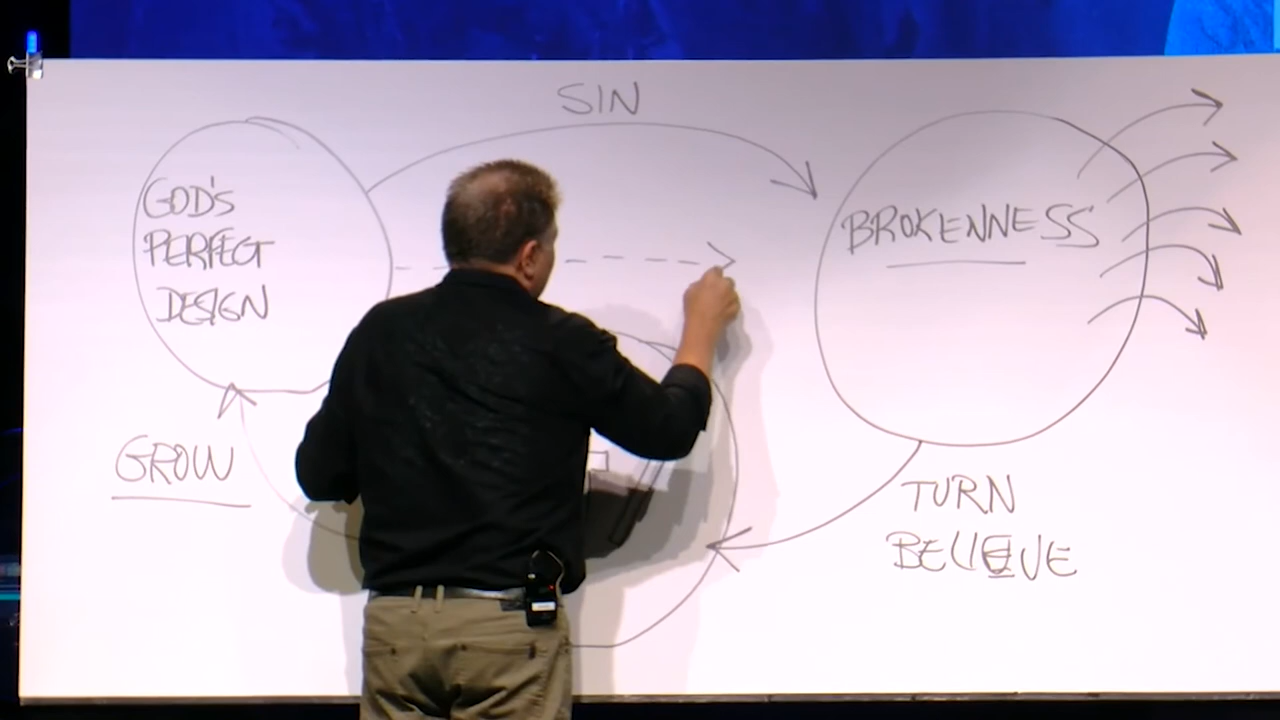 SIN
GOD'S
PERFECT
DESIGN
BROKENNESS
GROW
TURN
BELIEVE